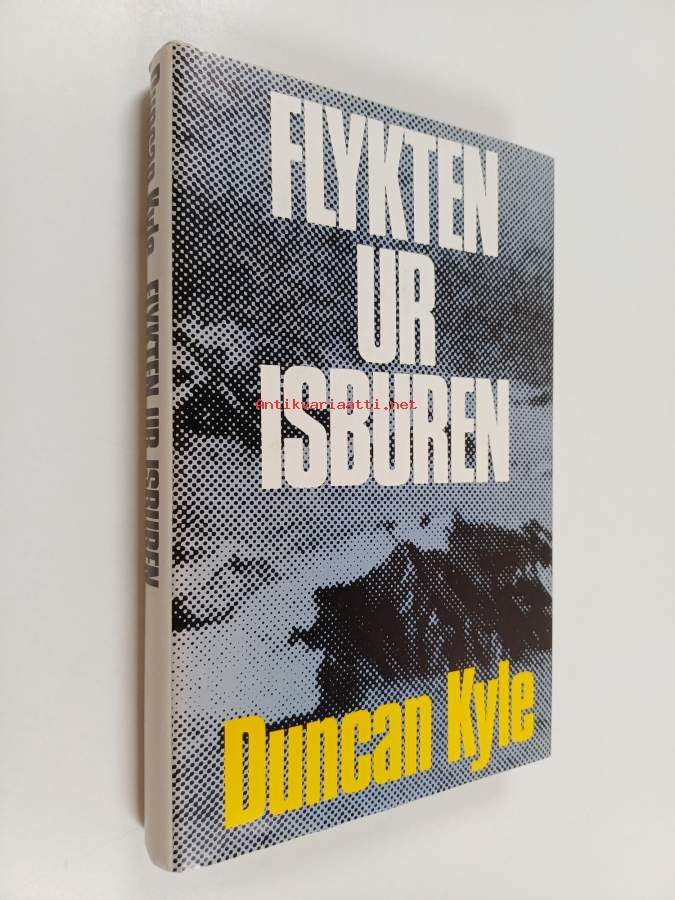 FLYKTEN
UR
ISBUREN
Antikvariaatti.net
Duncan Kyle
Duncan Kyle FLYKTEN UR ISBUREN